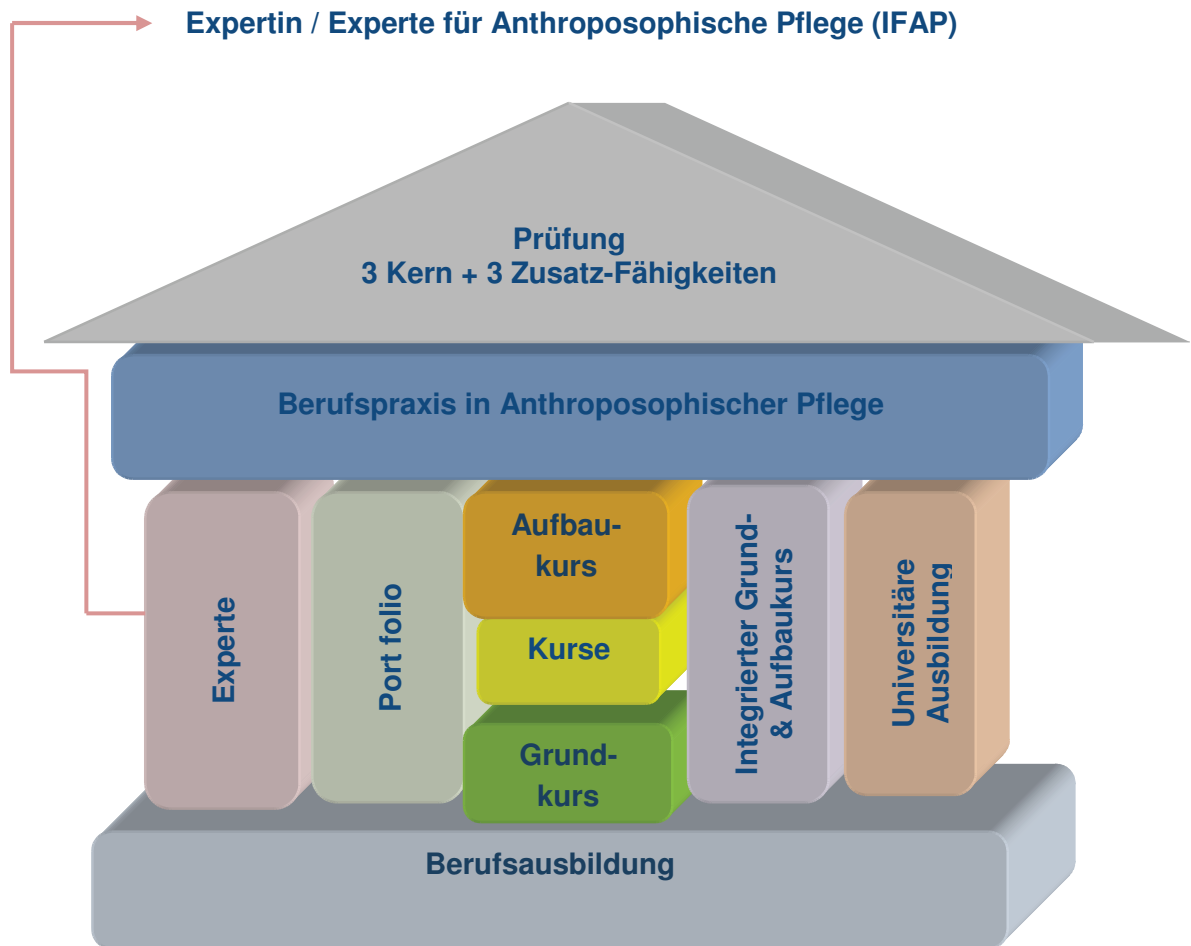 Expertin / Experte für Anthroposophische Pflege (IFAP)
Prüfung
3 Kern + 3 Zusatz-Fähigkeiten
Berufspraxis in Anthroposophischer Pflege
Experte
Port folio
Aufbau-
kurs
Kurse
Grund-
kurs
Integrierter Grund-
& Aufbaukurs
Universitäre
Ausbildung
Berufsausbildung